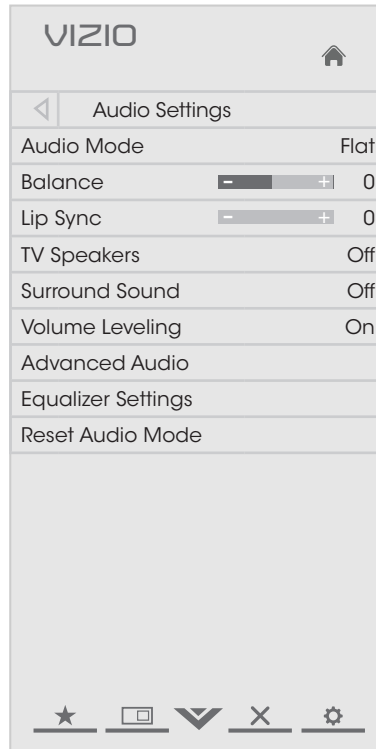 VIZIO
Audio Settings
Audio Mode Flat
Balance - + 0
Lip Sync - + 0
TV Speakers Off
Surround Sound Off
Volume Leveling On
Advanced Audio
Equalizer Settings
Reset Audio Mode